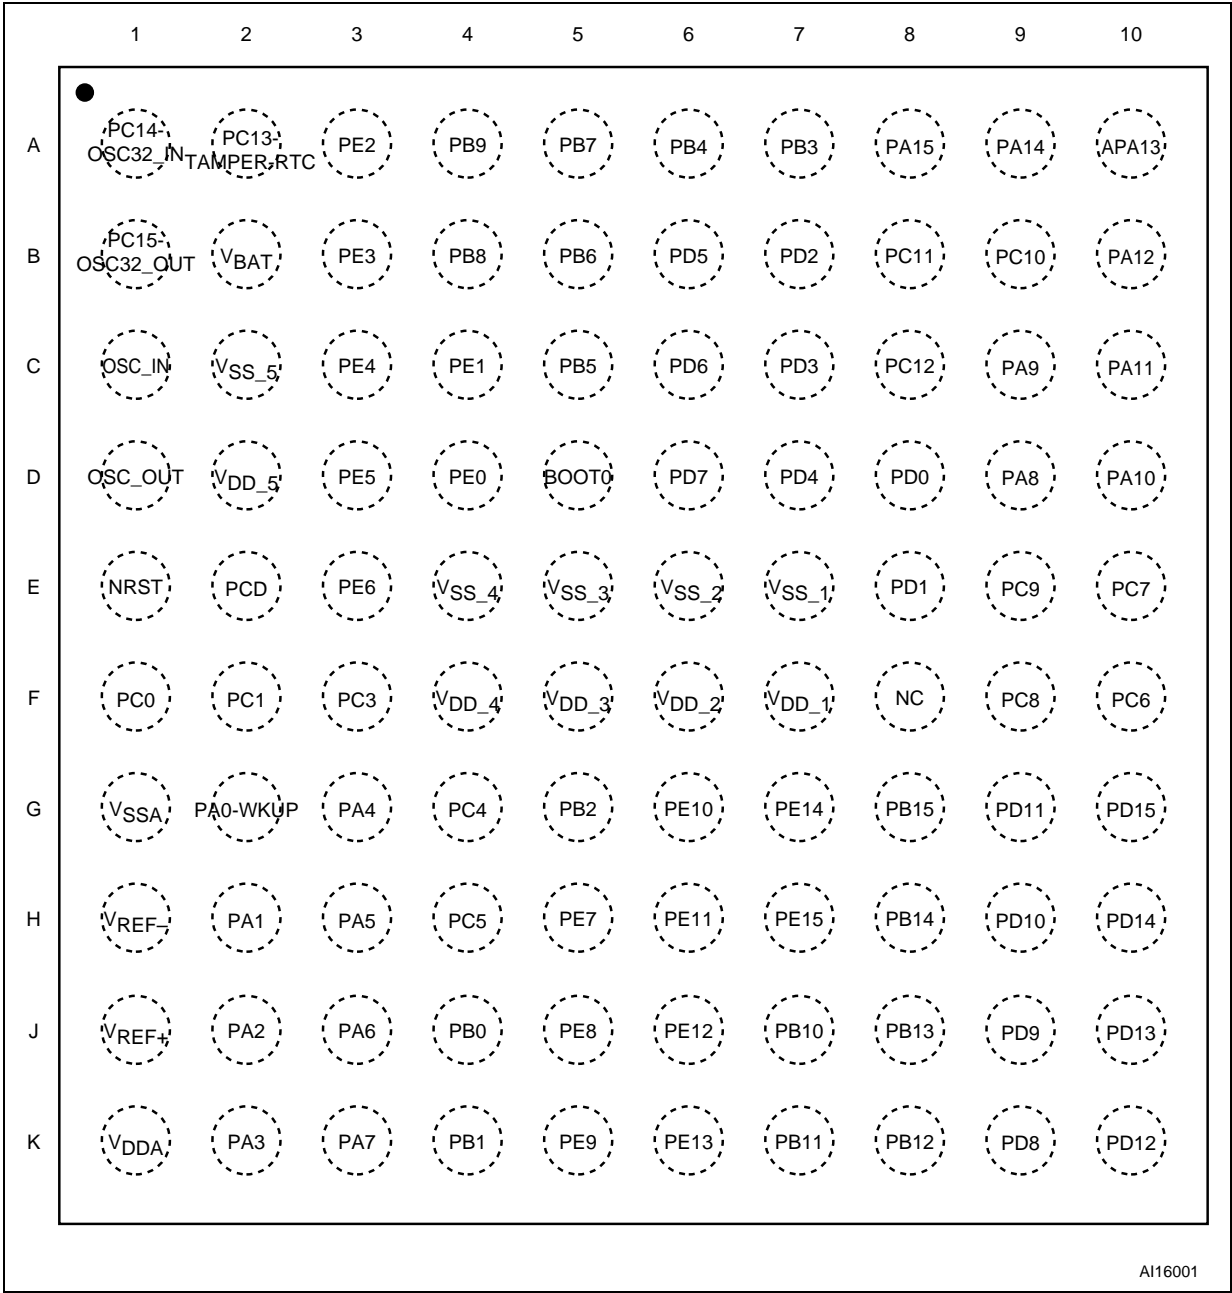 1 2 3 4 5 6 7 8 9 10
A PC14-OSC32_IN PC13-TAMPER-RTC PE2 PB9 PB7 PB4 PB3 PA15 PA14 APA13
B PC15-OSC32_OUT VBAT PE3 PB8 PB6 PD5 PD2 PC11 PC10 PA12
C OSC_IN VSS_5 PE4 PE1 PB5 PD6 PD3 PC12 PA9 PA11
D OSC_OUT VDD_5 PE5 PE0 BOOT0 PD7 PD4 PD0 PA8 PA10
E NRST PCD PE6 VSS_4 VSS_3 VSS_2 VSS_1 PD1 PC9 PC7
F PC0 PC1 PC3 VDD_4 VDD_3 VDD_2 VDD_1 NC PC8 PC6
G VSSA PA0-WKUP PA4 PC4 PB2 PE10 PE14 PB15 PD11 PD15
H VREF– PA1 PA5 PC5 PE7 PE11 PE15 PB14 PD10 PD14
J VREF+ PA2 PA6 PB0 PE8 PE12 PB10 PB13 PD9 PD13
K VDDA PA3 PA7 PB1 PE9 PE13 PB11 PB12 PD8 PD12
AI16001